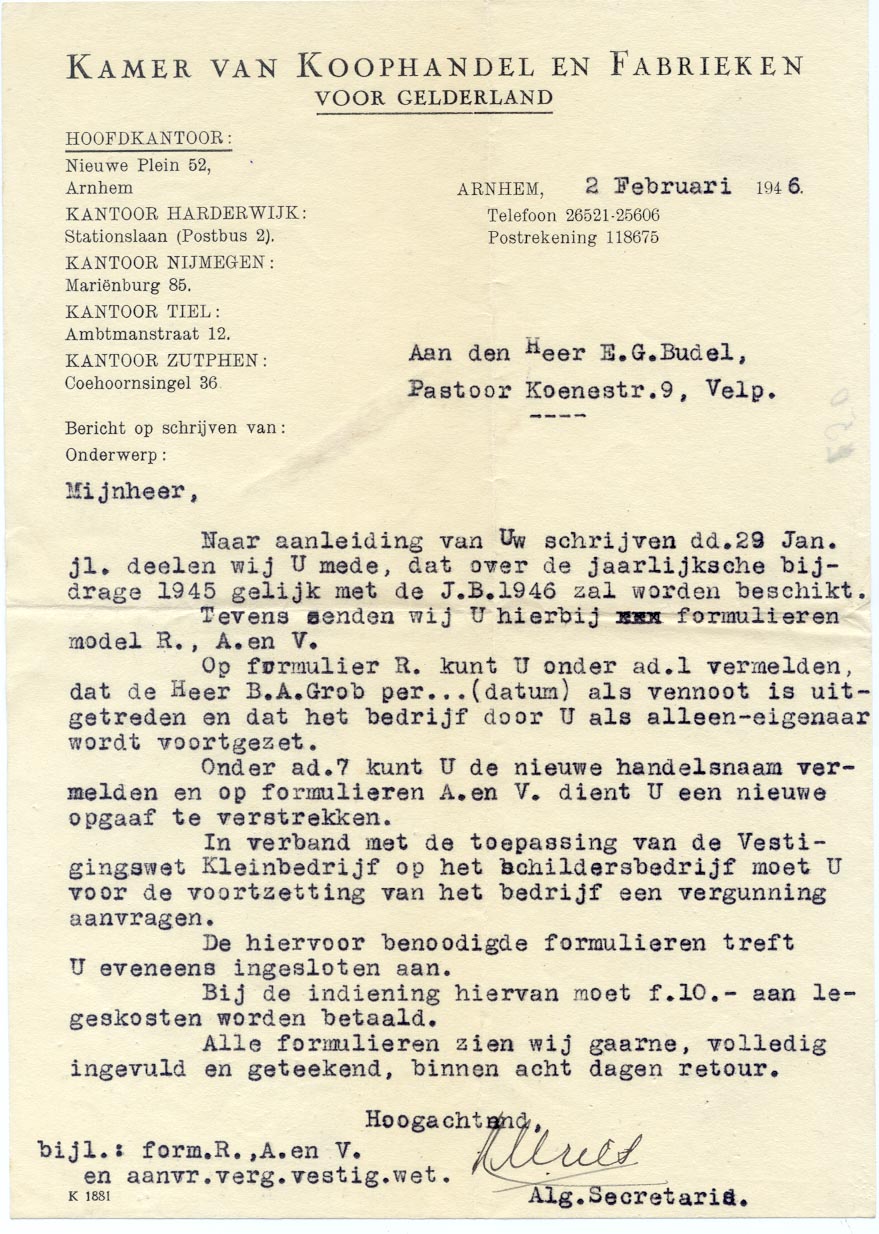 KAMER VAN KOOPHANDEL EN FABRIEKEN
VOOR GELDERLAND
HOOFDKANTOOR:
Nieuwe Plein 52,
Arnhem
KANTOOR HARDERWIJK:
Stationslaan (Postbus 2).
KANTOOR NIJMEGEN:
Mariënburg 85.
KANTOOR TIEL:
Ambtmanstraat 12.
KANTOOR ZUTPHEN:
Coehoornsingel 36
ARNHEM, 2 Februari 1946.
Telefoon 26521-25606
Postrekening 118675
Aan den Heer E.G.Budel,
Pastoor Koenestr.9, Velp.
----
Bericht op schrijven van:
Onderwerp:
Mijnheer,
Naar aanleiding van Uw schrijven dd.29 Jan.
jl. deelen wij U mede, dat over de jaarlijksche bij-
drage 1945 gelijk met de J.B.1946 zal worden beschikt.
Tevens zenden wij U hierbij xxx formulieren
model R., A.en V.
Op formulier R. kunt U onder ad.1 vermelden,
dat de Heer B.A.Grob per...(datum) als vennoot is uit-
getreden en dat het bedrijf door U als alleen-eigenaar
wordt voortgezet.
Onder ad.7 kunt U de nieuwe handelsnaam ver-
melden en op formulieren A.en V. dient U een nieuwe
opgaaf te verstrekken.
In verband met de toepassing van de Vesti-
gingswet Kleinbedrijf op het schildersbedrijf moet U
voor de voortzetting van het bedrijf een vergunning
aanvragen.
De hiervoor benoodigde formulieren treft
U eveneens ingesloten aan.
Bij de indiening hiervan moet f.10.- aan le-
geskosten worden betaald.
Alle formulieren zien wij gaarne, volledig
ingevuld en geteekend, binnen acht dagen retour.
Hoogachtend,
bijl.: form.R.,A.en V.
en aanvr.verg.vestig.wet.
K 1881
Alg.Secretaris.